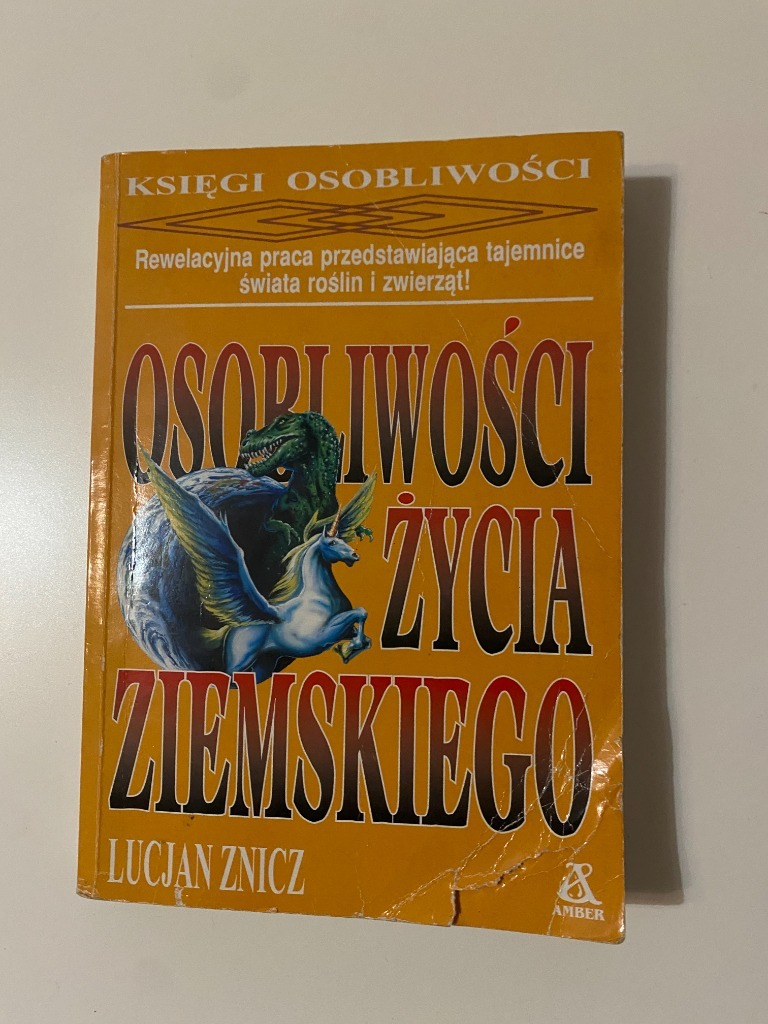 KSIĘGI OSOBLIWOŚCI
Rewelacyjna praca przedstawiająca tajemnice
świata roślin i zwierząt!
OSOBLIWOŚCI
ŻYCIA
ZIEMSKIEGO
LUCJAN ZNICZ
AMBER